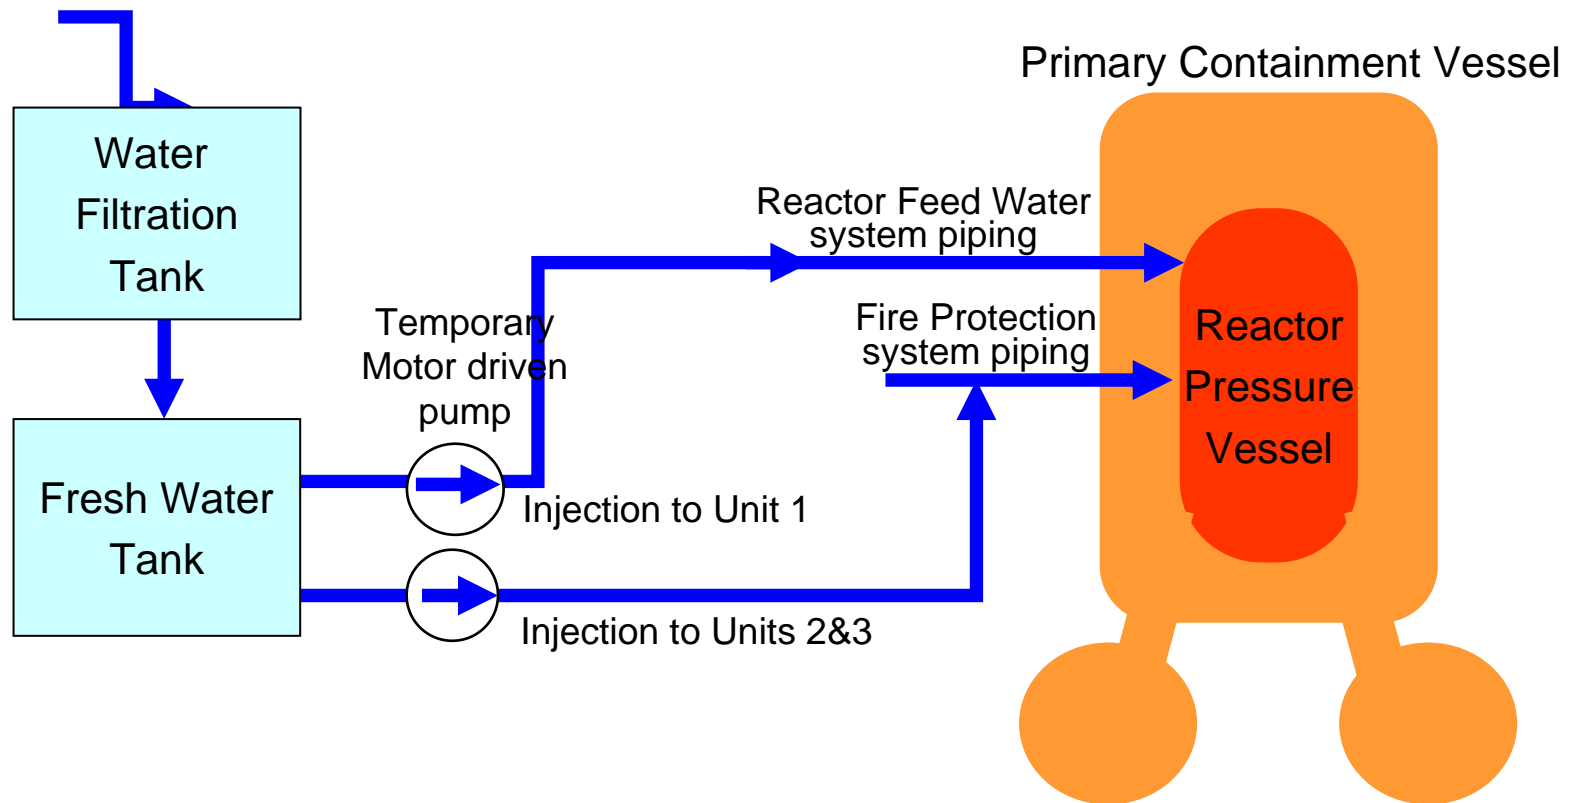 Primary Containment Vessel
Water
Filtration
Tank
Reactor Feed Water
system piping
Temporary
Motor driven
pump
Fire Protection
system piping
Reactor
Pressure
Vessel
Fresh Water
Tank
Injection to Unit 1
Injection to Units 2&3